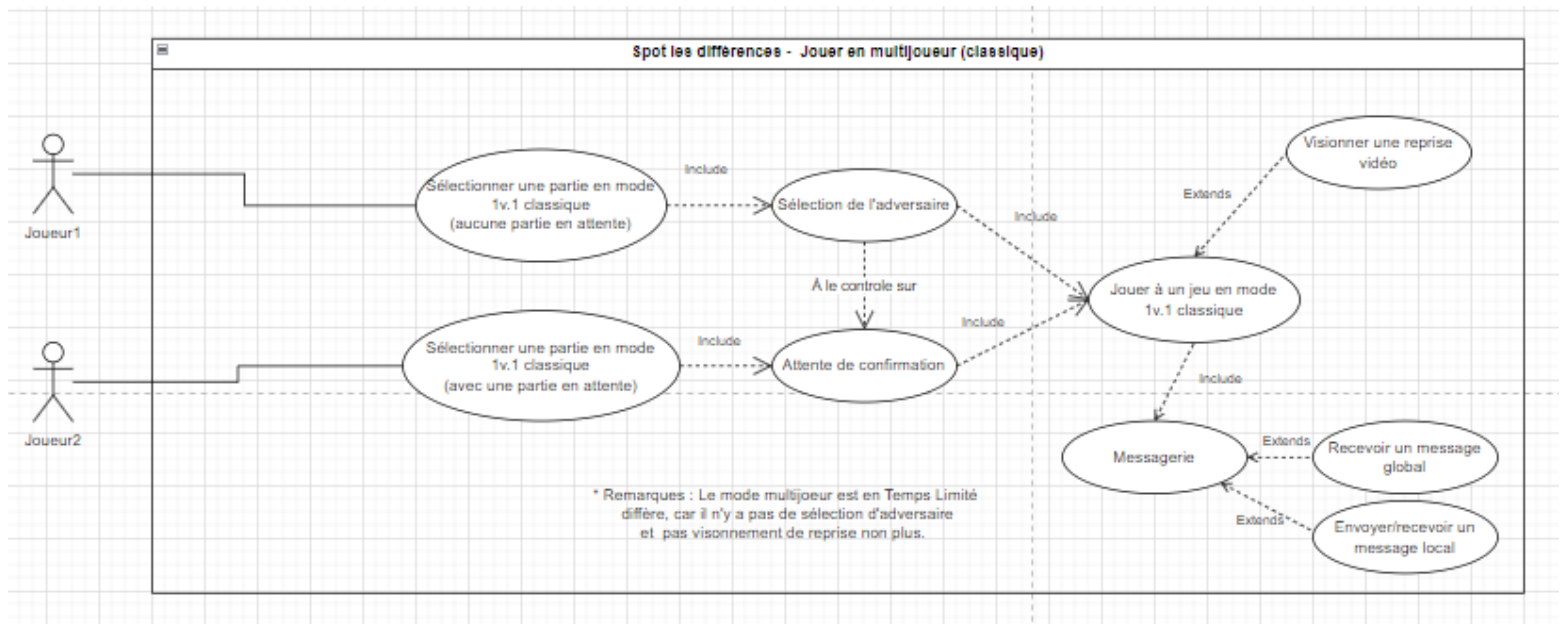 Spot les différences - Jouer en multijoueur (classique)
Visionner une reprise
vidéo
Sélectionner une partie en mode
1v.1 classique
(aucune partie en attente)
Include
Sélection de l'adversaire
Extends
Include
Joueur1
À le controle sur
Jouer à un jeu en mode
1v.1 classique
Sélectionner une partie en mode
1v.1 classique
(avec une partie en attente)
Include
Attente de confirmation
Include
Include
Joueur2
Messagerie
Extends
Recevoir un message
global
* Remarques : Le mode multijoeur est en Temps Limité
diffère, car il n'y a pas de sélection d'adversaire
et pas visonnement de reprise non plus.
Extends
Envoyer/recevoir un
message local